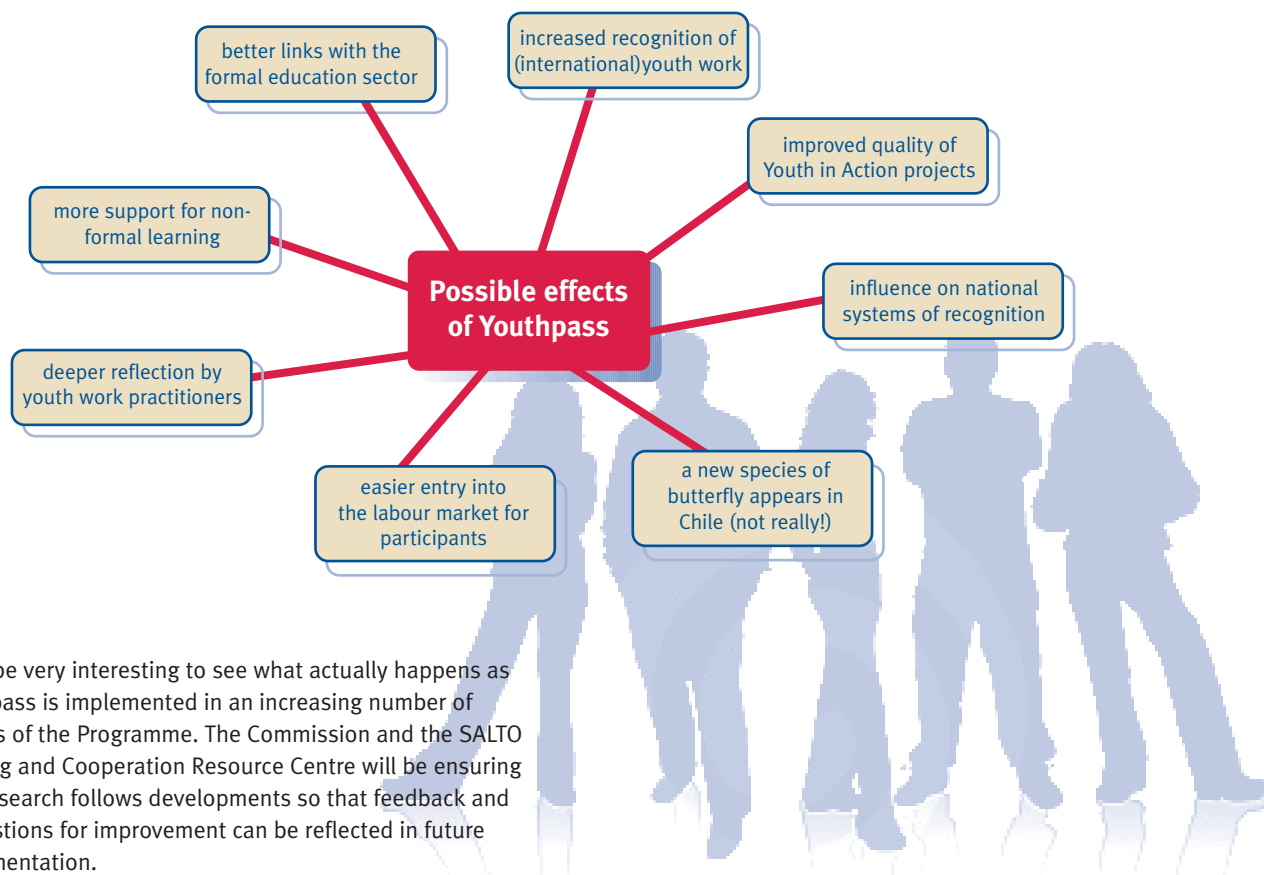 better links with the
formal education sector
increased recognition of
(international)youth work
improved quality of
Youth in Action projects
more support for non-
formal learning
Possible effects
of Youthpass
influence on national
systems of recognition
deeper reflection by
youth work practitioners
easier entry into
the labour market for
participants
a new species of
butterfly appears in
Chile (not really!)
be very interesting to see what actually happens as
pass is implemented in an increasing number of
s of the Programme. The Commission and the SALTO
g and Cooperation Resource Centre will be ensuring
search follows developments so that feedback and
stions for improvement can be reflected in future
mentation.